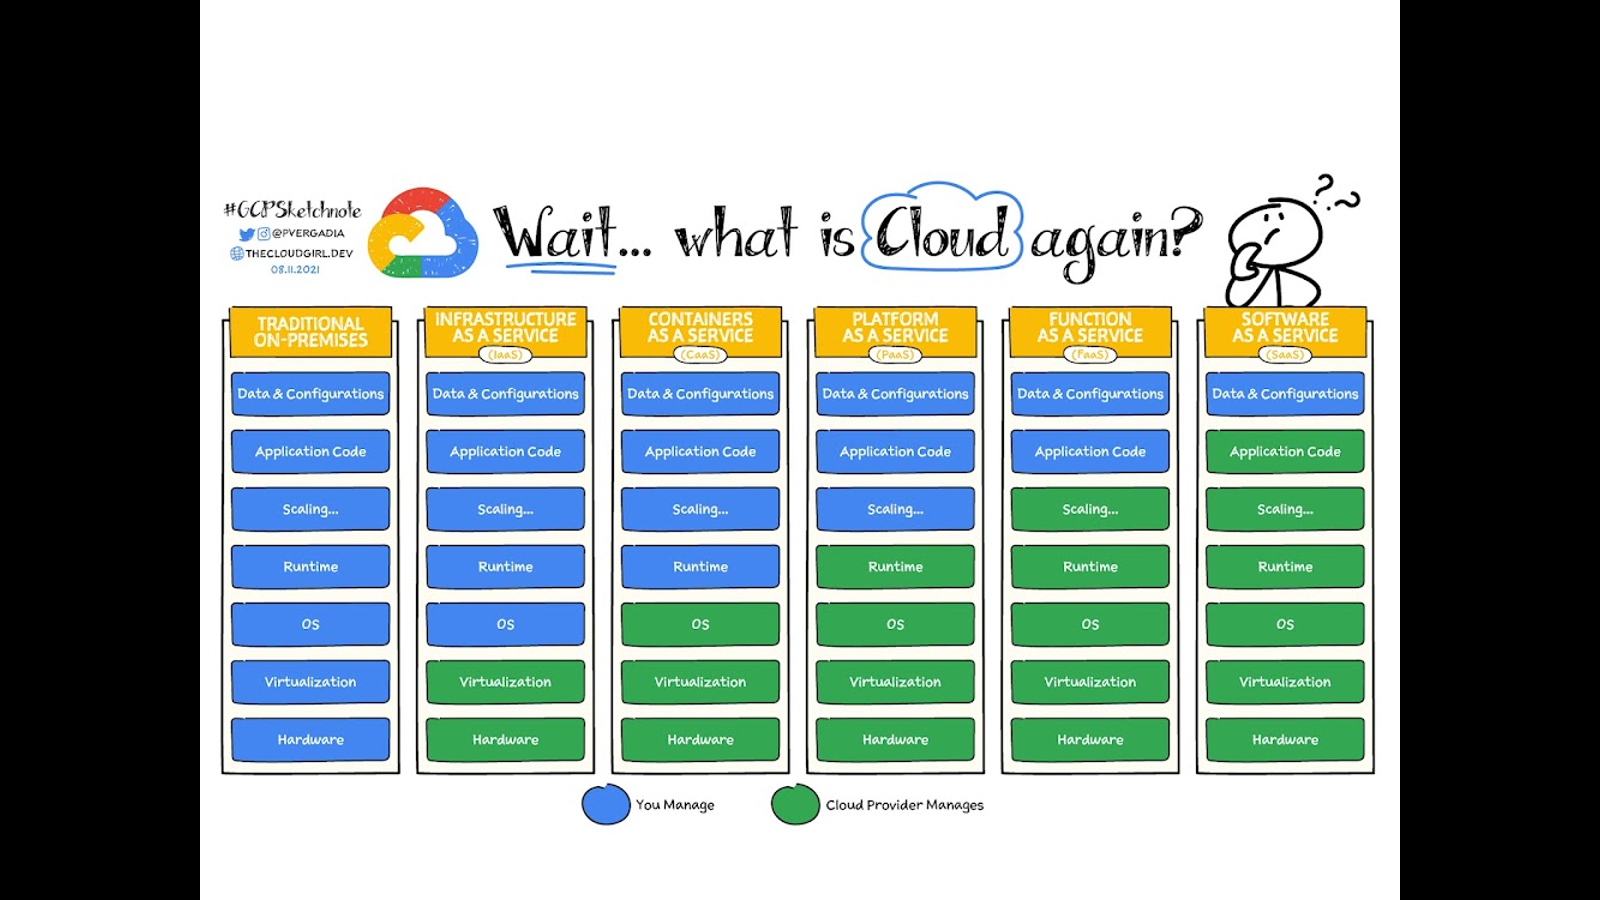 #GCPSketchnote
@PVERGADIA
THECLOUDGIRL.DEV
08.11.2021
Wait... what is Cloud again?
TRADITIONAL
ON-PREMISES
Data & Configurations
Application Code
Scaling...
Runtime
OS
Virtualization
Hardware
INFRASTRUCTURE
AS A SERVICE
(IaaS)
Data & Configurations
Application Code
Scaling...
Runtime
OS
Virtualization
Hardware
CONTAINERS
AS A SERVICE
(CaaS)
Data & Configurations
Application Code
Scaling...
Runtime
OS
Virtualization
Hardware
PLATFORM
AS A SERVICE
(PaaS)
Data & Configurations
Application Code
Scaling...
Runtime
OS
Virtualization
Hardware
FUNCTION
AS A SERVICE
(FaaS)
Data & Configurations
Application Code
Scaling...
Runtime
OS
Virtualization
Hardware
SOFTWARE
AS A SERVICE
(SaaS)
Data & Configurations
Application Code
Scaling...
Runtime
OS
Virtualization
Hardware
You Manage
Cloud Provider Manages